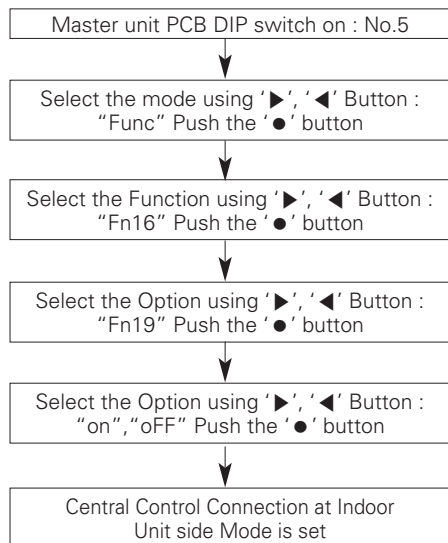 Master unit PCB DIP switch on : No.5
Select the mode using ‘▶’, ‘◀’ Button :
“Func” Push the ‘●’ button
Select the Function using ‘▶’, ‘◀’ Button :
“Fn16” Push the ‘●’ button
Select the Option using ‘▶’, ‘◀’ Button :
“Fn19” Push the ‘●’ button
Select the Option using ‘▶’, ‘◀’ Button :
“on”,“oFF” Push the ‘●’ button
Central Control Connection at Indoor
Unit side Mode is set